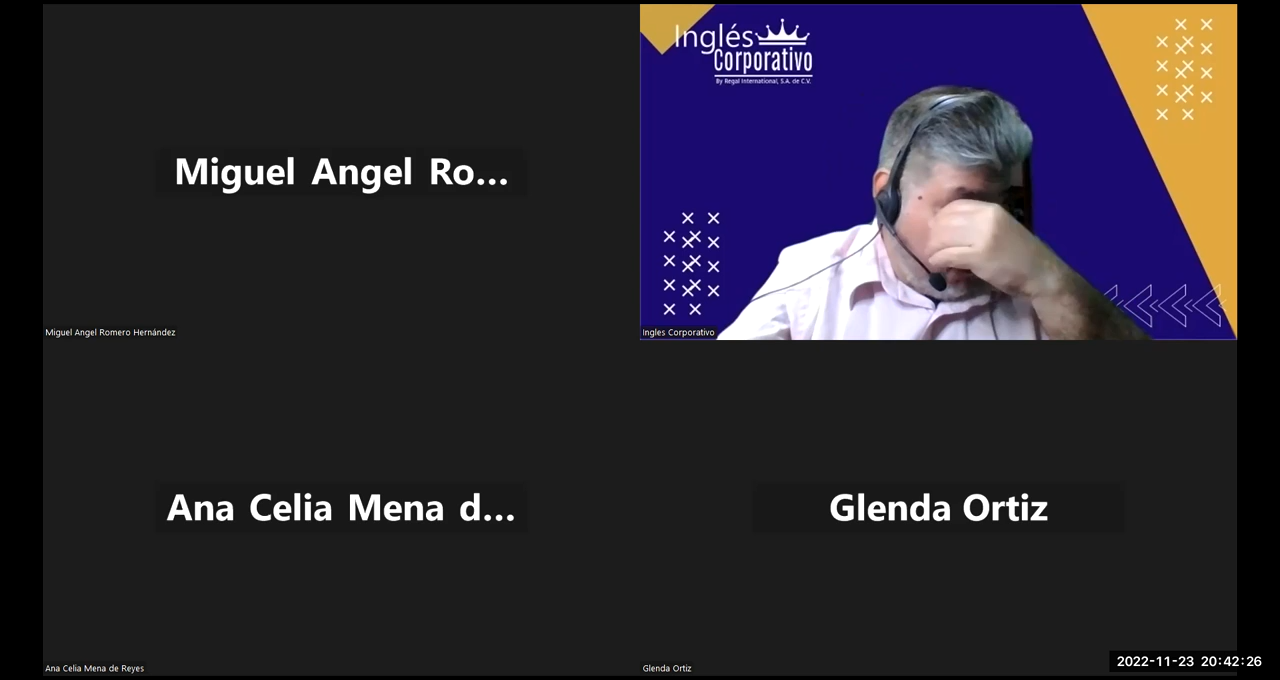 Miguel Angel Ro...
Miguel Angel Romero Hernández
Inglés
Corporativo
By Regal International, S.A. de C.V.
Ingles Corporativo
Ana Celia Mena d...
Ana Celia Mena de Reyes
Glenda Ortiz
Glenda Ortiz
2022-11-23 20:42:26